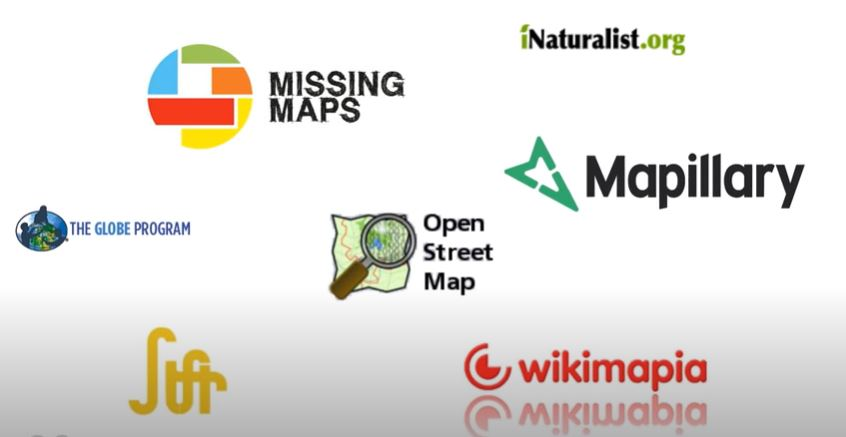 iNaturalist.org
MISSING
MAPS
Mapillary
THE GLOBE PROGRAM
Open
Street
Map
wikimapia